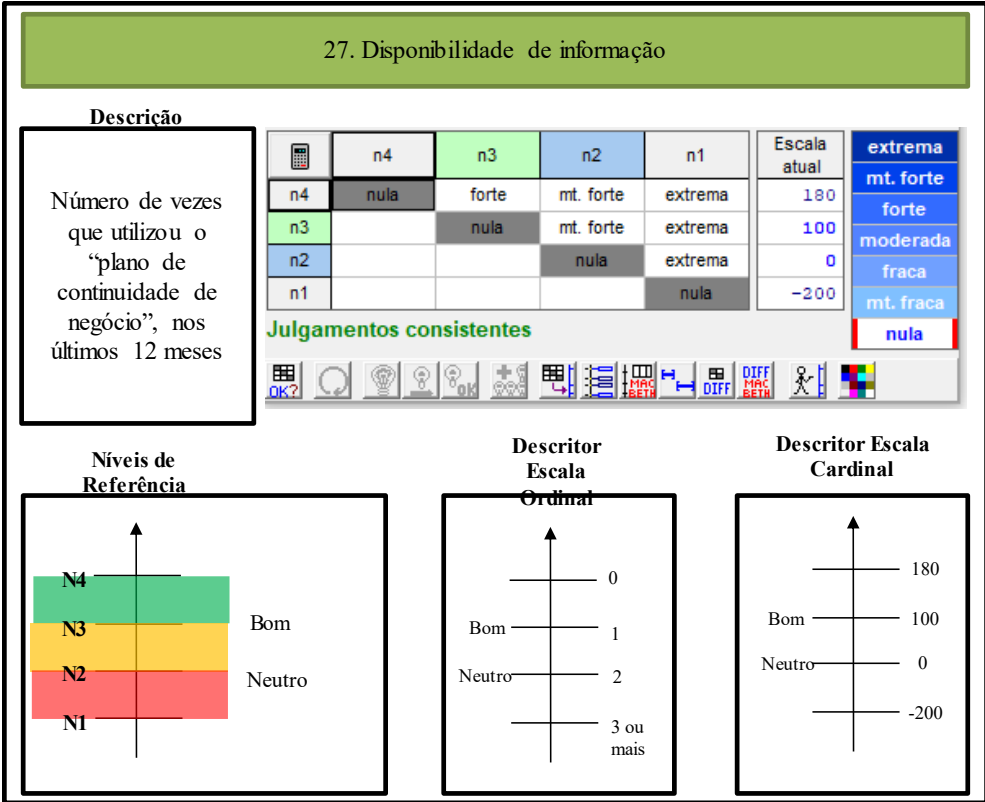 27. Disponibilidade de informação
Descrição
Número de vezes
que utilizou o
“plano de
continuidade de
negócio”, nos
últimos 12 meses
n4 n3 n2 n1 Escala
atual
n4 nula forte mt. forte extrema 180
n3 nula mt. forte extrema 100
n2 nula extrema 0
n1 nula -200
Julgamentos consistentes
extrema
mt. forte
forte
moderada
fraca
mt. fraca
nula
OK?
OK
MAC
BETH
DIFF
DIFF
MAC
BETH
Níveis de
Referência
N4
N3
Bom
N2
Neutro
N1
Descritor
Escala
Ordinal
0
Bom 1
Neutro 2
3 ou
mais
Descritor Escala
Cardinal
180
Bom 100
Neutro 0
-200